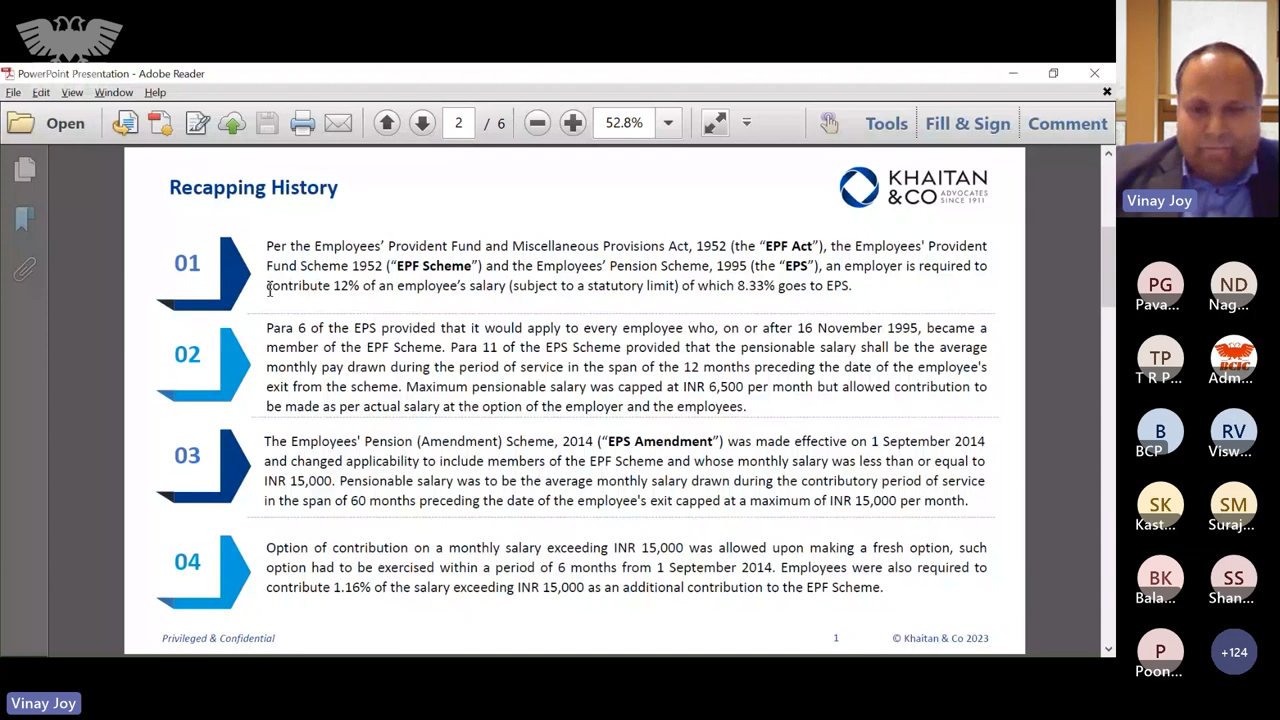 PowerPoint Presentation - Adobe Reader
File Edit View Window Help
Open
2 / 6
52.8%
Tools Fill & Sign Comment
Recapping History
KHAITAN
& CO ADVOCATES
SINCE 1911
01
Per the Employees’ Provident Fund and Miscellaneous Provisions Act, 1952 (the “EPF Act”), the Employees' Provident
Fund Scheme 1952 (“EPF Scheme”) and the Employees’ Pension Scheme, 1995 (the “EPS”), an employer is required to
contribute 12% of an employee’s salary (subject to a statutory limit) of which 8.33% goes to EPS.
02
Para 6 of the EPS provided that it would apply to every employee who, on or after 16 November 1995, became a
member of the EPF Scheme. Para 11 of the EPS Scheme provided that the pensionable salary shall be the average
monthly pay drawn during the period of service in the span of the 12 months preceding the date of the employee's
exit from the scheme. Maximum pensionable salary was capped at INR 6,500 per month but allowed contribution to
be made as per actual salary at the option of the employer and the employees.
03
The Employees' Pension (Amendment) Scheme, 2014 (“EPS Amendment”) was made effective on 1 September 2014
and changed applicability to include members of the EPF Scheme and whose monthly salary was less than or equal to
INR 15,000. Pensionable salary was to be the average monthly salary drawn during the contributory period of service
in the span of 60 months preceding the date of the employee's exit capped at a maximum of INR 15,000 per month.
04
Option of contribution on a monthly salary exceeding INR 15,000 was allowed upon making a fresh option, such
option had to be exercised within a period of 6 months from 1 September 2014. Employees were also required to
contribute 1.16% of the salary exceeding INR 15,000 as an additional contribution to the EPF Scheme.
Privileged & Confidential
1
© Khaitan & Co 2023
Vinay Joy
Vinay Joy
PG ND
Pava... Nag...
TP
T R P... Adm...
B RV
BCP Visw...
SK SM
Kast... Suraj...
BK SS
Bala... Shan...
P +124
Poon...